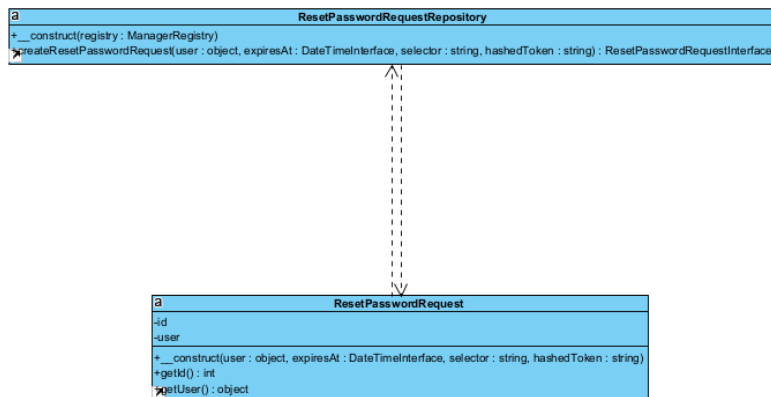 a
ResetPasswordRequestRepository
+__construct(registry : ManagerRegistry)
+createResetPasswordRequest(user : object, expiresAt : DateTimeInterface, selector : string, hashedToken : string) : ResetPasswordRequestInterface
a
ResetPasswordRequest
-id
-user
+__construct(user : object, expiresAt : DateTimeInterface, selector : string, hashedToken : string)
+getId() : int
+getUser() : object